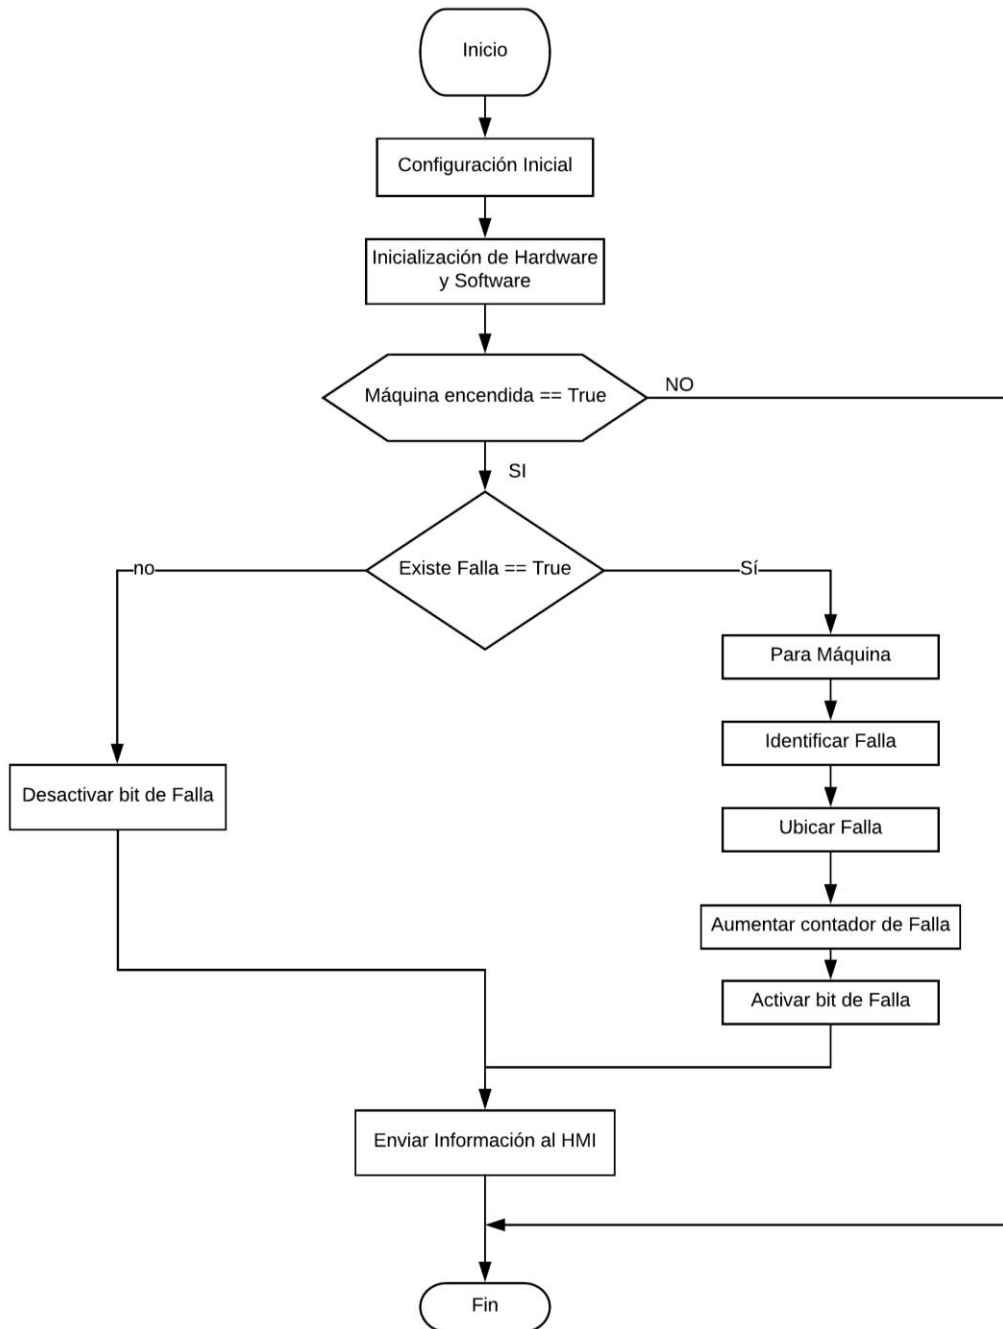 Inicio
Configuración Inicial
Inicialización de Hardware
y Software
Máquina encendida == True
NO
SI
Existe Falla == True
no
Sí
Para Máquina
Identificar Falla
Desactivar bit de Falla
Ubicar Falla
Aumentar contador de Falla
Activar bit de Falla
Enviar Información al HMI
Fin